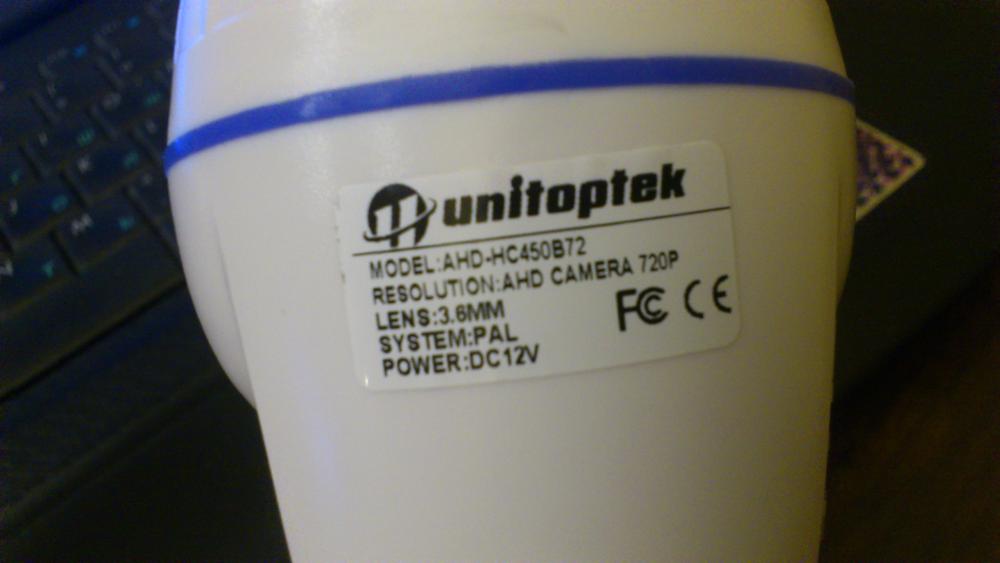 unitoptek
MODEL:AHD-HC450B72
RESOLUTION:AHD CAMERA 720P
LENS:3.6MM
SYSTEM:PAL
POWER:DC12V
FC CE